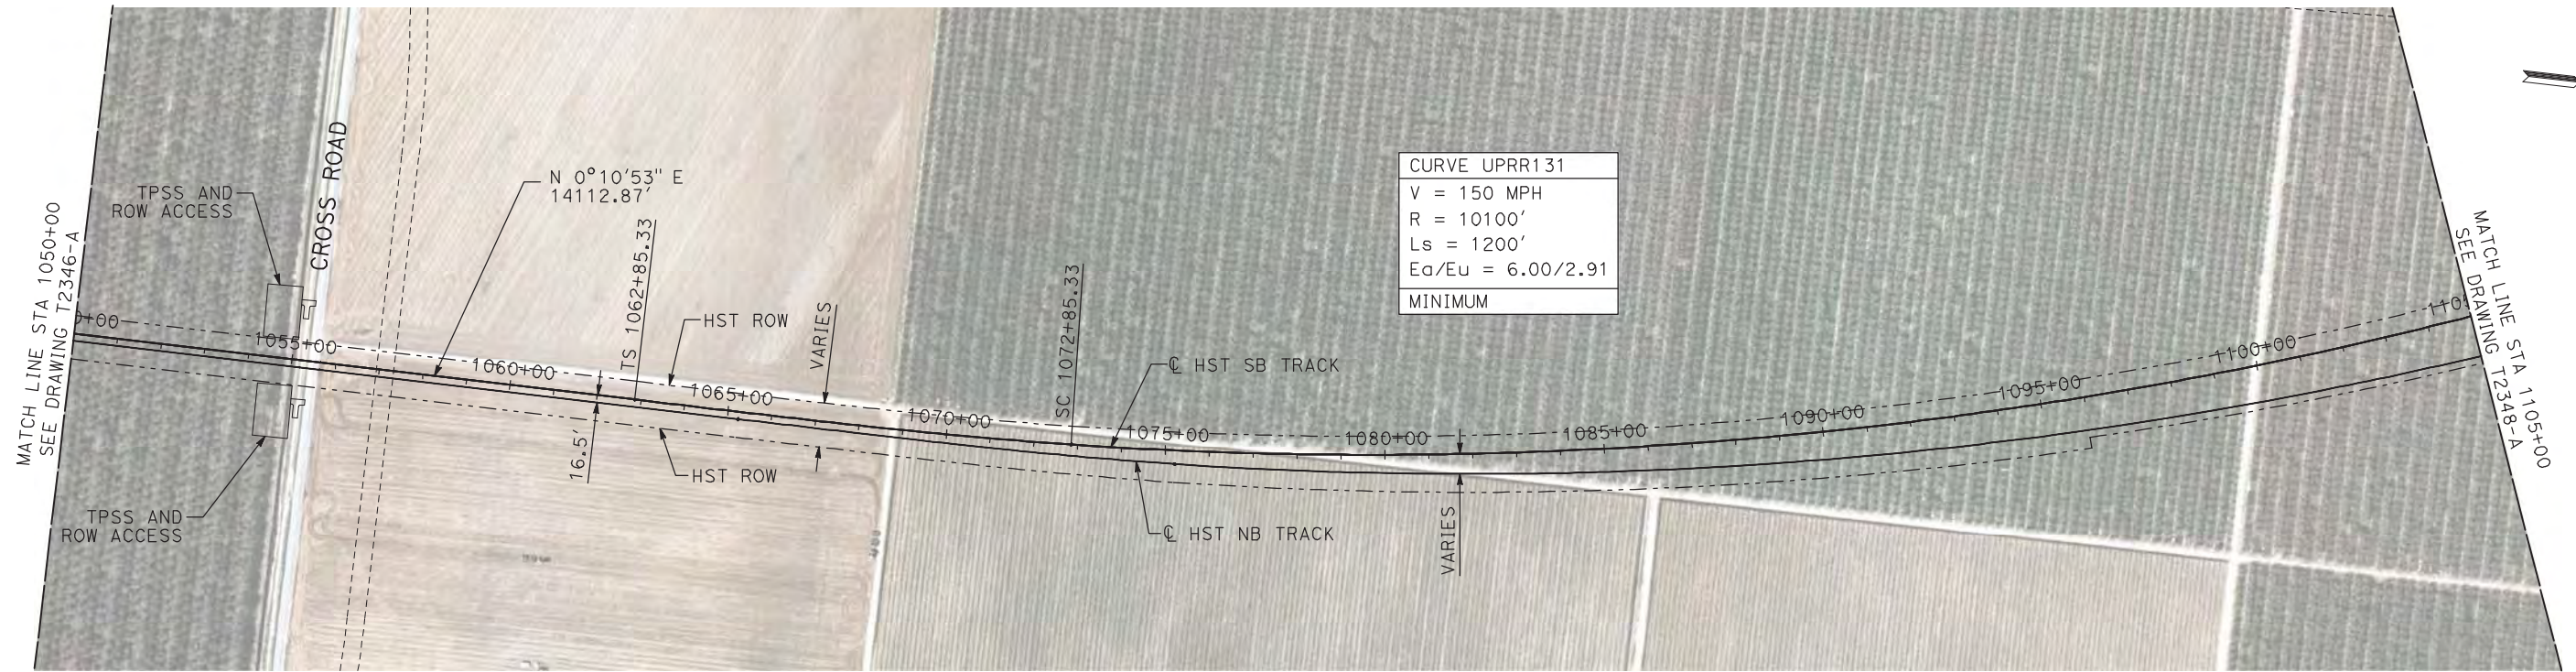 MATCH LINE STA 1050+00
SEE DRAWING T2346-A
TPSS AND
ROW ACCESS
CROSS ROAD
N 0°10'53" E
14112.87'
TS 1062+85.33
HST ROW
VARIES
SC 1072+85.33
℄ HST SB TRACK
CURVE UPRR131
V = 150 MPH
R = 10100'
Ls = 1200'
Ea/Eu = 6.00/2.91
MINIMUM
0+00
1055+00
1060+00
1065+00
1070+00
1075+00
1080+00
1085+00
1090+00
1095+00
1100+00
1105
16.5'
HST ROW
℄ HST NB TRACK
VARIES
TPSS AND
ROW ACCESS
MATCH LINE STA 1105+00
SEE DRAWING T2348-A